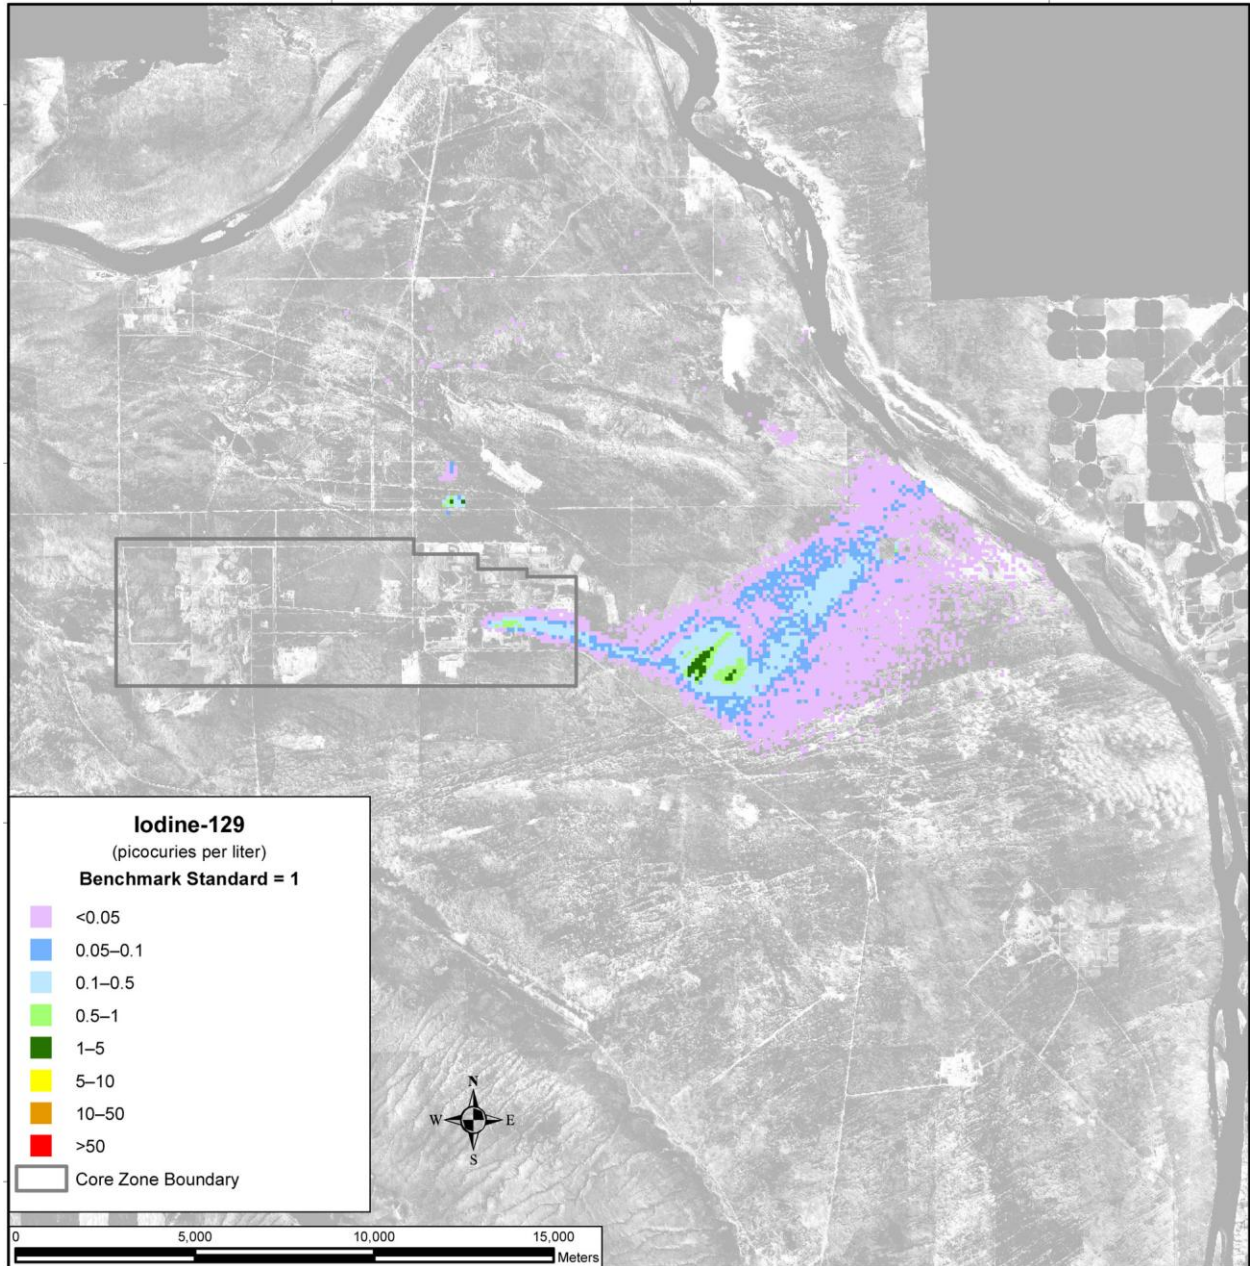 Iodine-129
(picocuries per liter)
Benchmark Standard = 1
<0.05
0.05–0.1
0.1–0.5
0.5–1
1–5
5–10
10–50
>50
Core Zone Boundary
N
W E
S
0 5,000 10,000 15,000
Meters